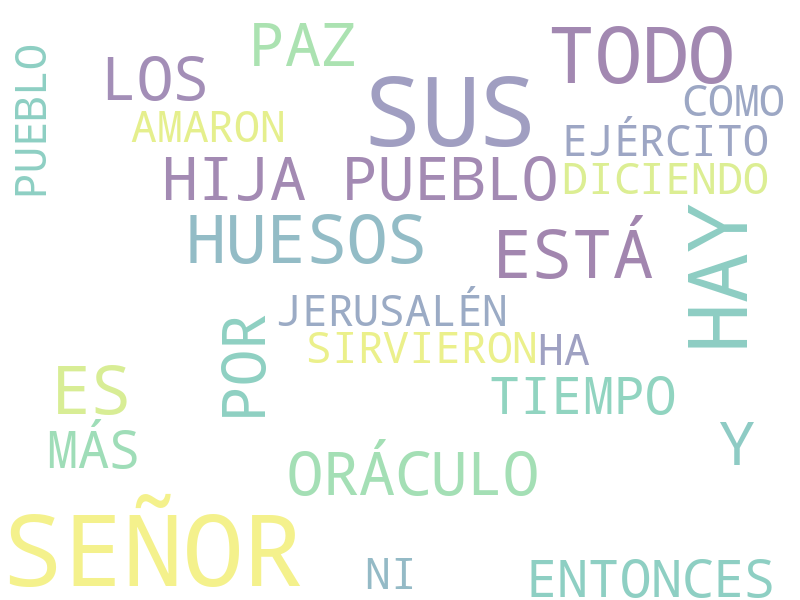 PAZ
TODO
LOS
PUEBLO
SUS
COMO
AMARON
EJÉRCITO
HIJA PUEBLO
DICIENDO
HUESOS
ESTÁ
HAY
JERUSALÉN
POR
SIRVIERON
HA
ES
TIEMPO
MÁS
Y
ORÁCULO
SEÑOR
NI
ENTONCES